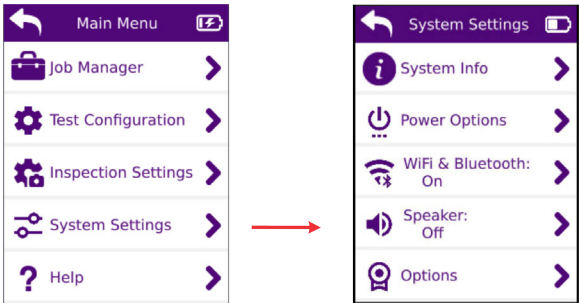 Main Menu
Job Manager
Test Configuration
Inspection Settings
System Settings
Help
System Settings
System Info
Power Options
WiFi & Bluetooth:
On
Speaker:
Off
Options